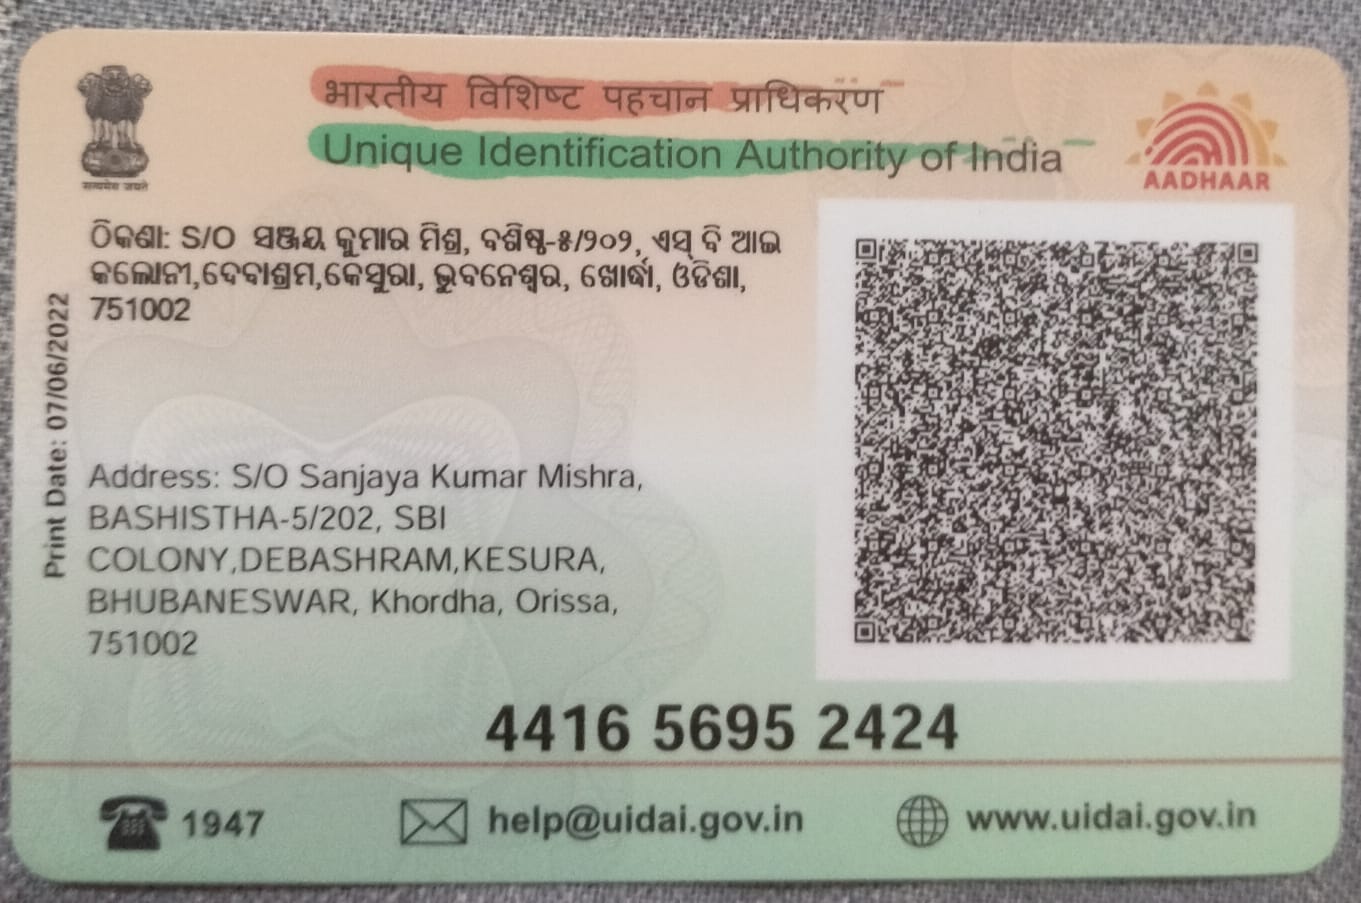 भारतीय विशिष्ट पहचान प्राधिकरण
Unique Identification Authority of India
सत्यमेव जयते
AADHAAR
ଠିକଣା: S/O ସଞ୍ଜୟ କୁମାର ମିଶ୍ର, ବଶିଷ୍ଠ-୫/୨୦୨, ଏସ୍ ବି ଆଇ
କଲୋନୀ,ଦେବାଶ୍ରମ,କେସୁରା, ଭୁବନେଶ୍ୱର, ଖୋର୍ଦ୍ଧା, ଓଡିଶା,
751002
Print Date: 07/06/2022
Address: S/O Sanjaya Kumar Mishra,
BASHISTHA-5/202, SBI
COLONY,DEBASHRAM,KESURA,
BHUBANESWAR, Khordha, Orissa,
751002
4416 5695 2424
1947
help@uidai.gov.in
www.uidai.gov.in